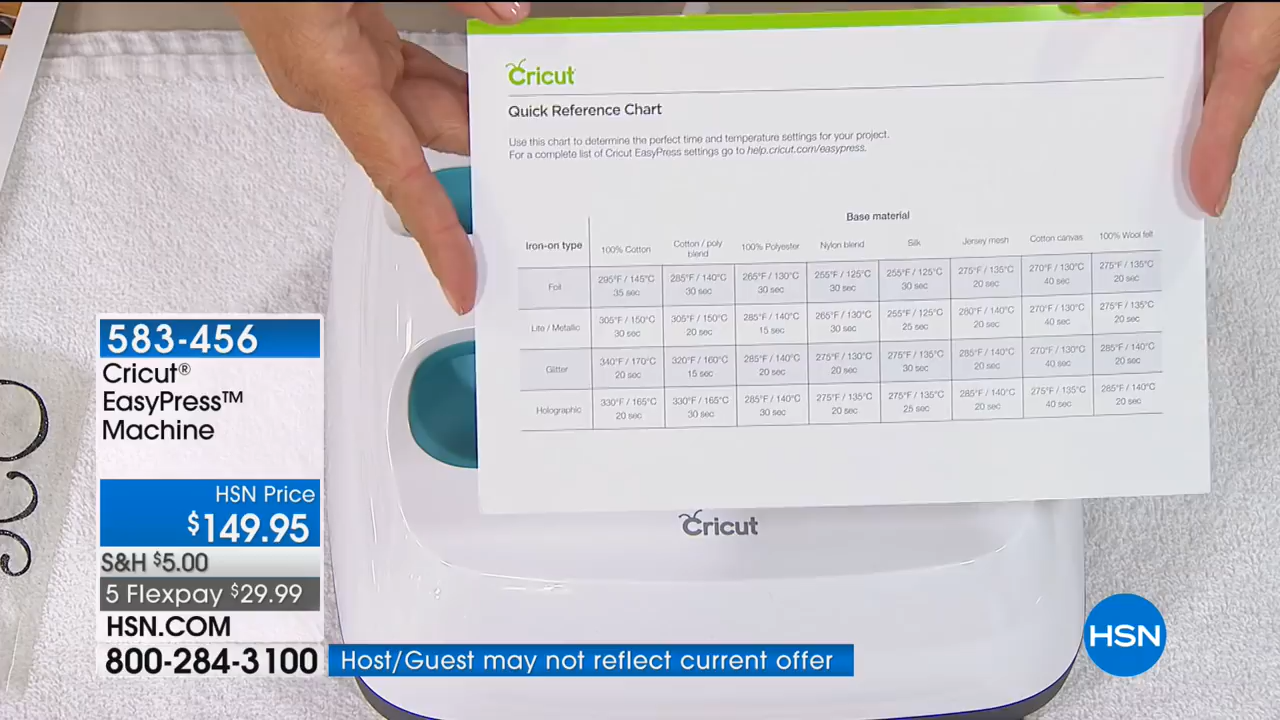 Cricut
Quick Reference Chart
Use this chart to determine the perfect time and temperature settings for your project.
For a complete list of Cricut EasyPress settings go to help.cricut.com/easypress.
Base material
Iron-on type 100% Cotton Cotton / poly blend 100% Polyester Nylon blend Silk Jersey mesh Cotton canvas 100% Wool felt
Foil 295°F / 145°C 285°F / 140°C 265°F / 130°C 255°F / 125°C 255°F / 125°C 275°F / 135°C 270°F / 130°C 275°F / 135°C
35 sec 30 sec 30 sec 30 sec 30 sec 20 sec 40 sec 20 sec
Lite / Metallic 305°F / 150°C 305°F / 150°C 285°F / 140°C 265°F / 130°C 255°F / 125°C 280°F / 140°C 270°F / 130°C 275°F / 135°C
30 sec 20 sec 15 sec 30 sec 25 sec 20 sec 40 sec 20 sec
Glitter 340°F / 170°C 320°F / 160°C 285°F / 140°C 275°F / 130°C 275°F / 135°C 285°F / 140°C 270°F / 130°C 285°F / 140°C
20 sec 15 sec 20 sec 20 sec 30 sec 20 sec 40 sec 20 sec
Holographic 330°F / 165°C 330°F / 165°C 285°F / 140°C 275°F / 135°C 275°F / 135°C 285°F / 140°C 275°F / 135°C 285°F / 140°C
20 sec 30 sec 30 sec 20 sec 25 sec 20 sec 40 sec 20 sec
Cricut
583-456
Cricut®
EasyPress™
Machine
HSN Price
$149.95
S&H $5.00
5 Flexpay $29.99
HSN.COM
800-284-3100
Host/Guest may not reflect current offer
HSN